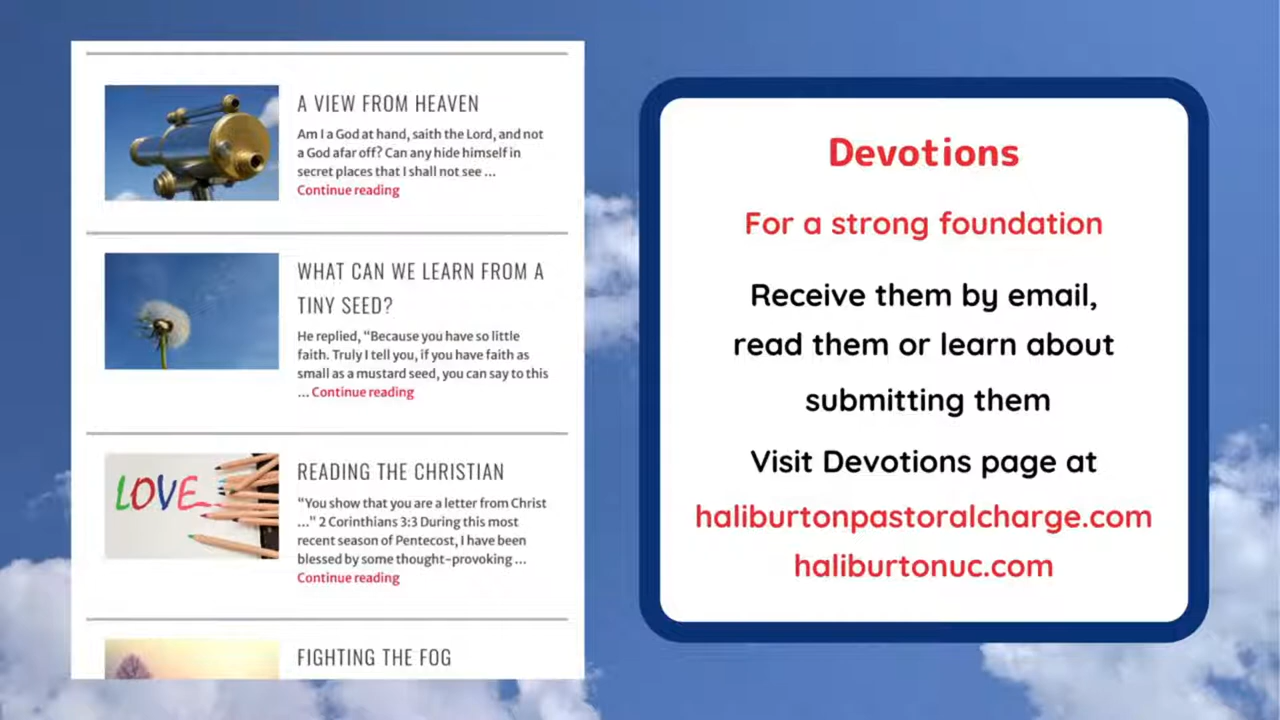 A VIEW FROM HEAVEN
Am I a God at hand, saith the Lord, and not
a God afar off? Can any hide himself in
secret places that I shall not see ...
Continue reading
WHAT CAN WE LEARN FROM A
TINY SEED?
He replied, “Because you have so little
faith. Truly I tell you, if you have faith as
small as a mustard seed, you can say to this
... Continue reading
LOVE
READING THE CHRISTIAN
“You show that you are a letter from Christ
...” 2 Corinthians 3:3 During this most
recent season of Pentecost, I have been
blessed by some thought-provoking ...
Continue reading
FIGHTING THE FOG
Devotions
For a strong foundation
Receive them by email,
read them or learn about
submitting them
Visit Devotions page at
haliburtonpastoralcharge.com
haliburtonuc.com